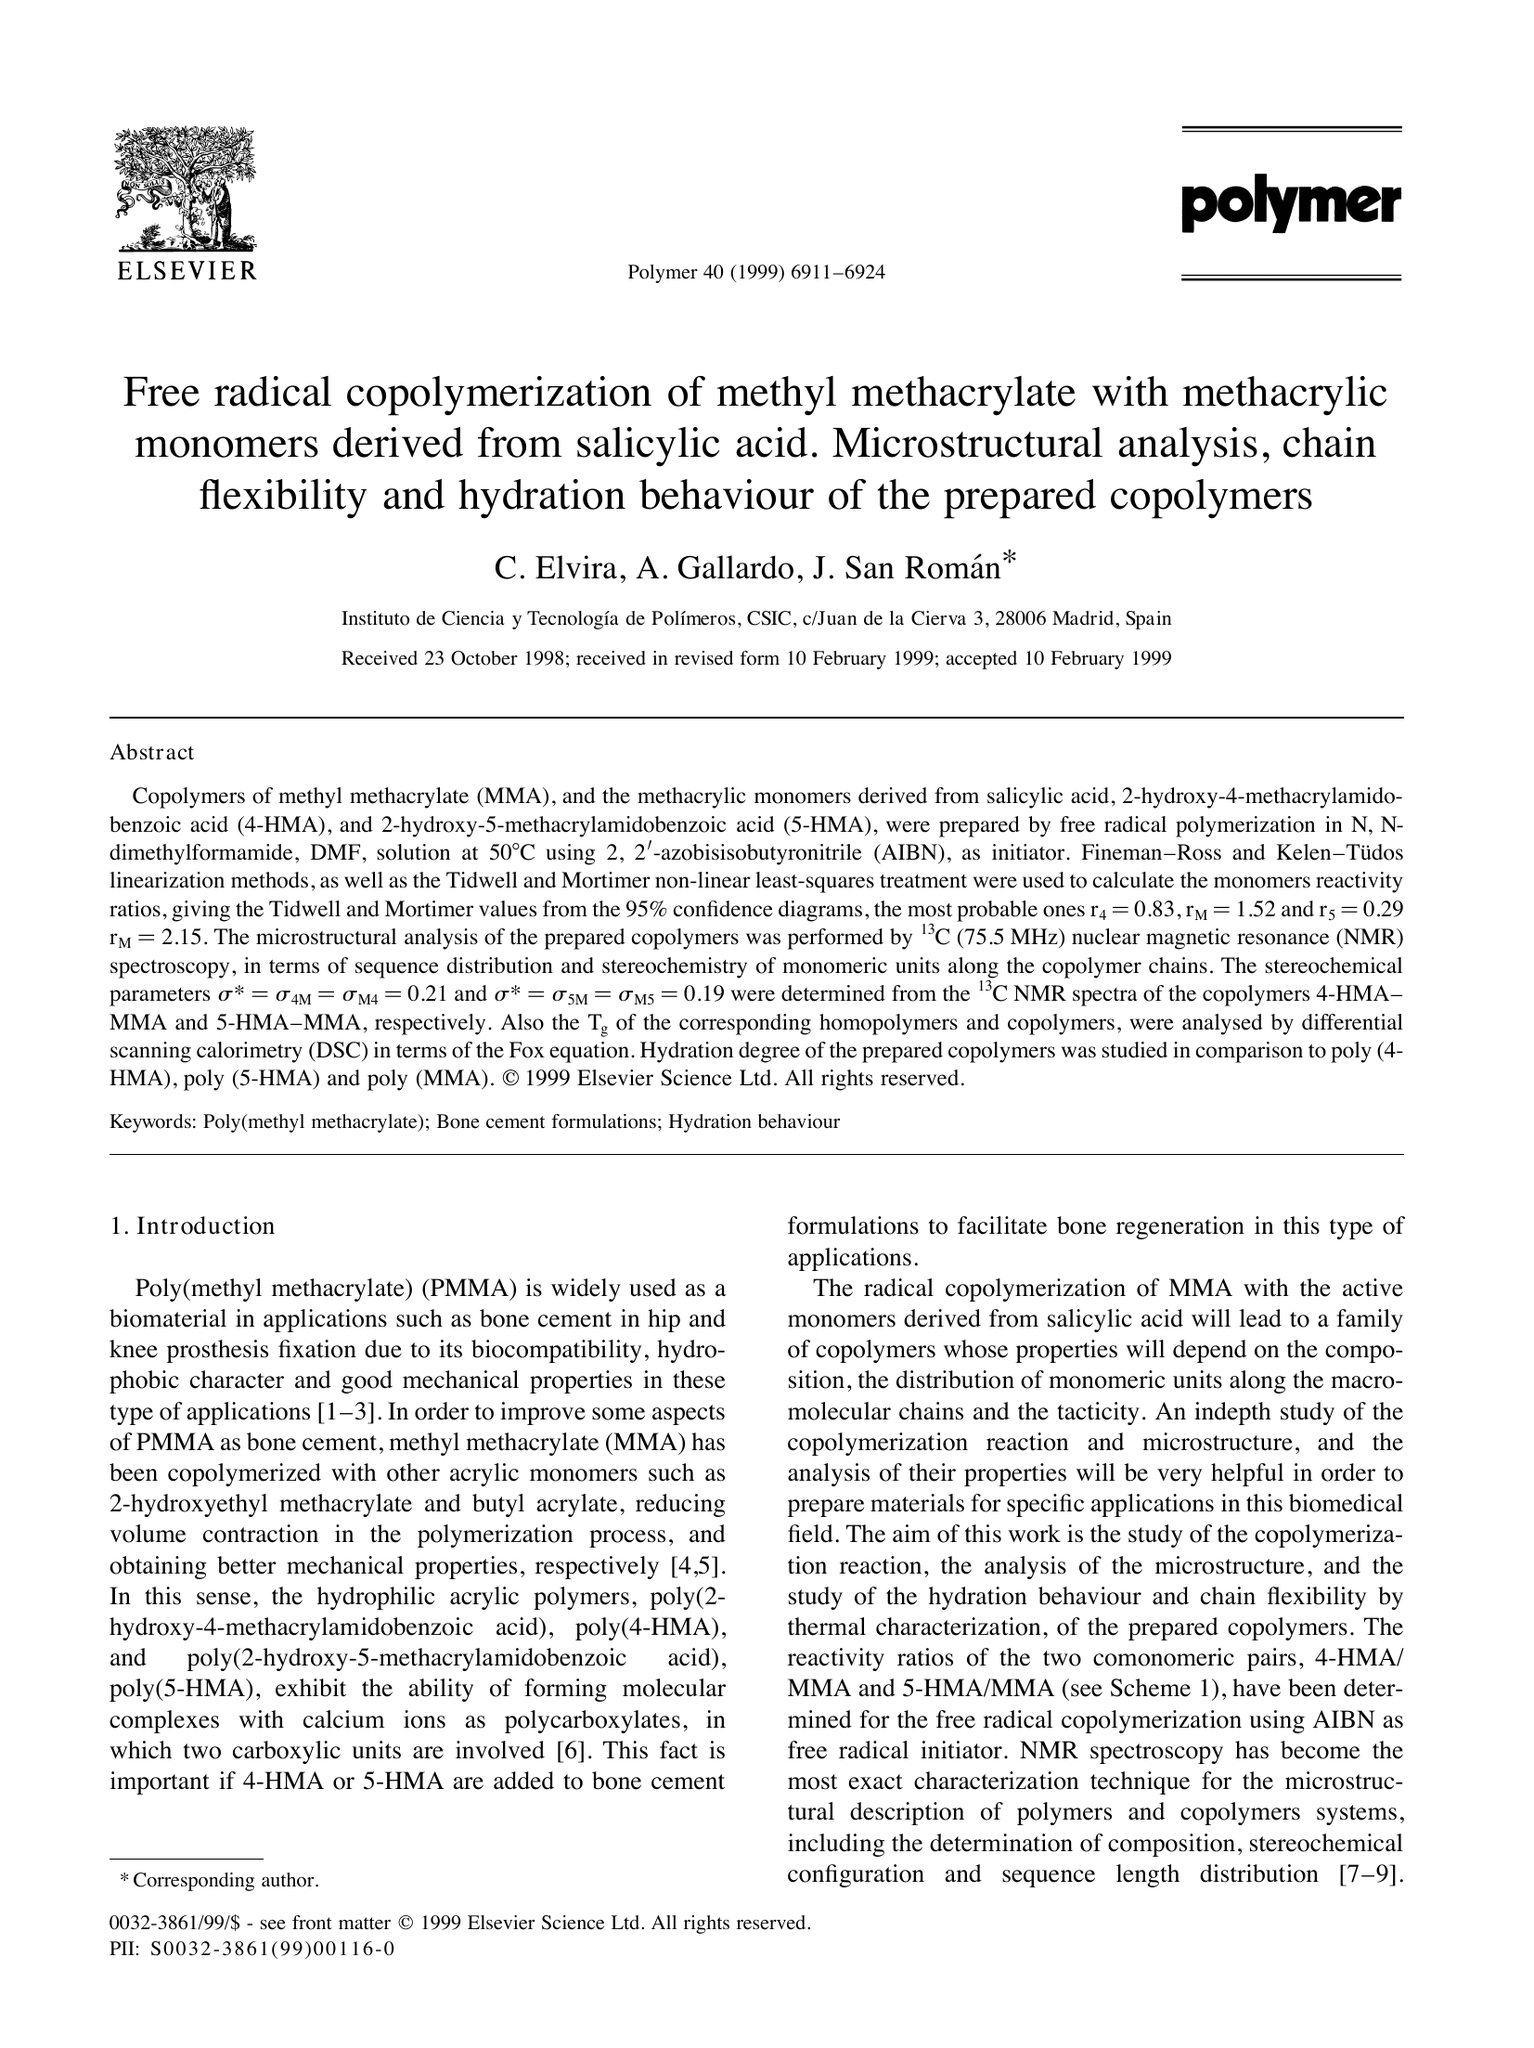 NON SOLUS
ELSEVIER
polymer
Polymer 40 (1999) 6911–6924
Free radical copolymerization of methyl methacrylate with methacrylic
monomers derived from salicylic acid. Microstructural analysis, chain
flexibility and hydration behaviour of the prepared copolymers
C. Elvira, A. Gallardo, J. San Román*
Instituto de Ciencia y Tecnología de Polímeros, CSIC, c/Juan de la Cierva 3, 28006 Madrid, Spain
Received 23 October 1998; received in revised form 10 February 1999; accepted 10 February 1999
Abstract
Copolymers of methyl methacrylate (MMA), and the methacrylic monomers derived from salicylic acid, 2-hydroxy-4-methacrylamido-
benzoic acid (4-HMA), and 2-hydroxy-5-methacrylamidobenzoic acid (5-HMA), were prepared by free radical polymerization in N, N-
dimethylformamide, DMF, solution at 50°C using 2, 2′-azobisisobutyronitrile (AIBN), as initiator. Fineman–Ross and Kelen–Tüdos
linearization methods, as well as the Tidwell and Mortimer non-linear least-squares treatment were used to calculate the monomers reactivity
ratios, giving the Tidwell and Mortimer values from the 95% confidence diagrams, the most probable ones r₄ = 0.83, r_M = 1.52 and r₅ = 0.29
r_M = 2.15. The microstructural analysis of the prepared copolymers was performed by ¹³C (75.5 MHz) nuclear magnetic resonance (NMR)
spectroscopy, in terms of sequence distribution and stereochemistry of monomeric units along the copolymer chains. The stereochemical
parameters σ* = σ_4M = σ_M4 = 0.21 and σ* = σ_5M = σ_M5 = 0.19 were determined from the ¹³C NMR spectra of the copolymers 4-HMA–
MMA and 5-HMA–MMA, respectively. Also the T_g of the corresponding homopolymers and copolymers, were analysed by differential
scanning calorimetry (DSC) in terms of the Fox equation. Hydration degree of the prepared copolymers was studied in comparison to poly (4-
HMA), poly (5-HMA) and poly (MMA). © 1999 Elsevier Science Ltd. All rights reserved.
Keywords: Poly(methyl methacrylate); Bone cement formulations; Hydration behaviour
1. Introduction
Poly(methyl methacrylate) (PMMA) is widely used as a
biomaterial in applications such as bone cement in hip and
knee prosthesis fixation due to its biocompatibility, hydro-
phobic character and good mechanical properties in these
type of applications [1–3]. In order to improve some aspects
of PMMA as bone cement, methyl methacrylate (MMA) has
been copolymerized with other acrylic monomers such as
2-hydroxyethyl methacrylate and butyl acrylate, reducing
volume contraction in the polymerization process, and
obtaining better mechanical properties, respectively [4,5].
In this sense, the hydrophilic acrylic polymers, poly(2-
hydroxy-4-methacrylamidobenzoic acid), poly(4-HMA),
and poly(2-hydroxy-5-methacrylamidobenzoic acid),
poly(5-HMA), exhibit the ability of forming molecular
complexes with calcium ions as polycarboxylates, in
which two carboxylic units are involved [6]. This fact is
important if 4-HMA or 5-HMA are added to bone cement
formulations to facilitate bone regeneration in this type of
applications.
The radical copolymerization of MMA with the active
monomers derived from salicylic acid will lead to a family
of copolymers whose properties will depend on the compo-
sition, the distribution of monomeric units along the macro-
molecular chains and the tacticity. An indepth study of the
copolymerization reaction and microstructure, and the
analysis of their properties will be very helpful in order to
prepare materials for specific applications in this biomedical
field. The aim of this work is the study of the copolymeriza-
tion reaction, the analysis of the microstructure, and the
study of the hydration behaviour and chain flexibility by
thermal characterization, of the prepared copolymers. The
reactivity ratios of the two comonomeric pairs, 4-HMA/
MMA and 5-HMA/MMA (see Scheme 1), have been deter-
mined for the free radical copolymerization using AIBN as
free radical initiator. NMR spectroscopy has become the
most exact characterization technique for the microstruc-
tural description of polymers and copolymers systems,
including the determination of composition, stereochemical
configuration and sequence length distribution [7–9].
* Corresponding author.
0032-3861/99/$ - see front matter © 1999 Elsevier Science Ltd. All rights reserved.
PII: S0032-3861(99)00116-0